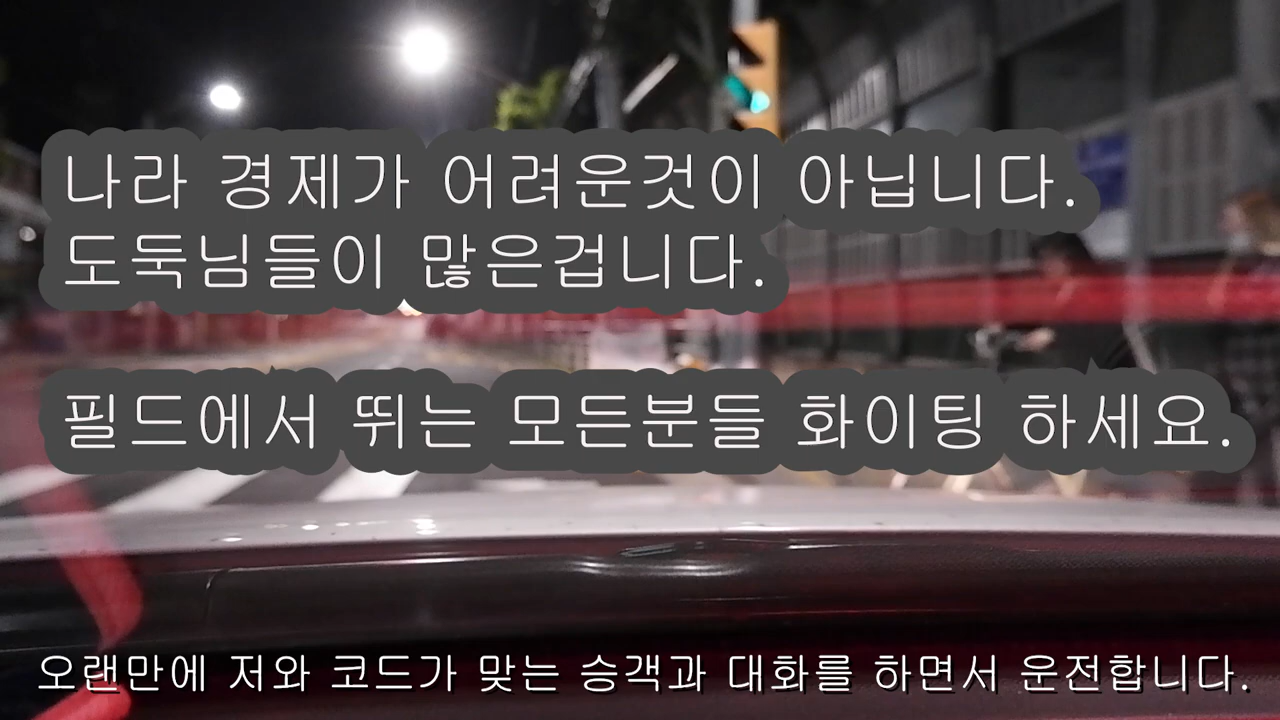 나라 경제가 어려운것이 아닙니다.
도둑님들이 많은겁니다.
필드에서 뛰는 모든분들 화이팅 하세요.
오랜만에 저와 코드가 맞는 승객과 대화를 하면서 운전합니다.